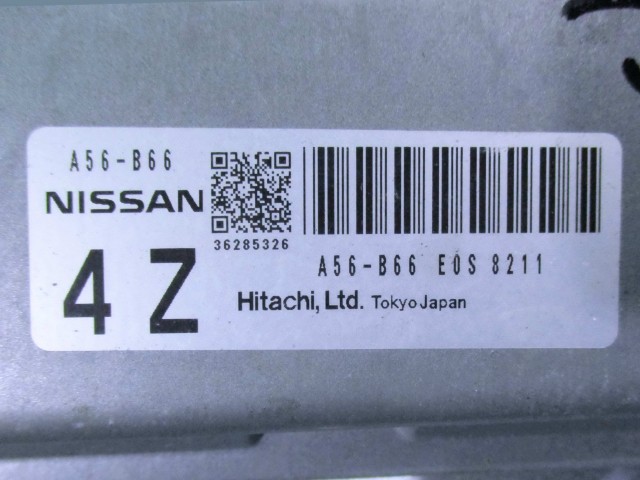 A56-B66
NISSAN
36285326
4 Z
A56-B66 E0S 8211
Hitachi, Ltd. Tokyo Japan